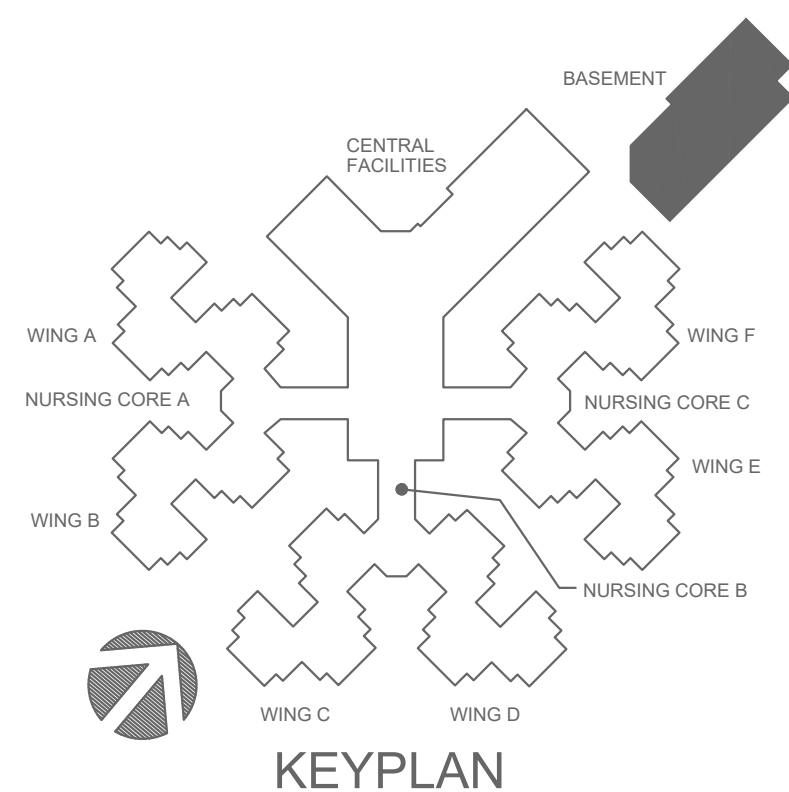 BASEMENT
CENTRAL
FACILITIES
WING A
WING F
NURSING CORE A
NURSING CORE C
WING E
WING B
NURSING CORE B
WING C
WING D
KEYPLAN